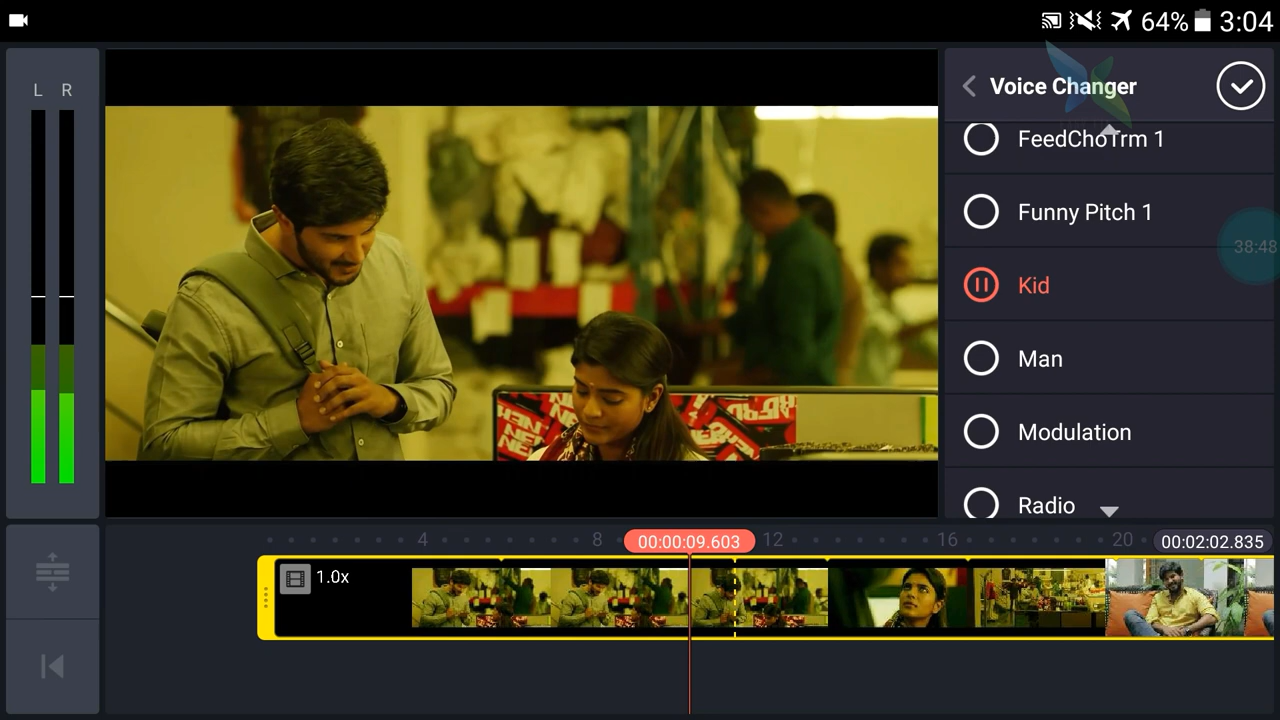 64% 3:04
L R
Voice Changer
FeedChoTrm 1
Funny Pitch 1
38:48
Kid
Man
Modulation
Radio
4 8 00:00:09.603 12 16 20 00:02:02.835
1.0x